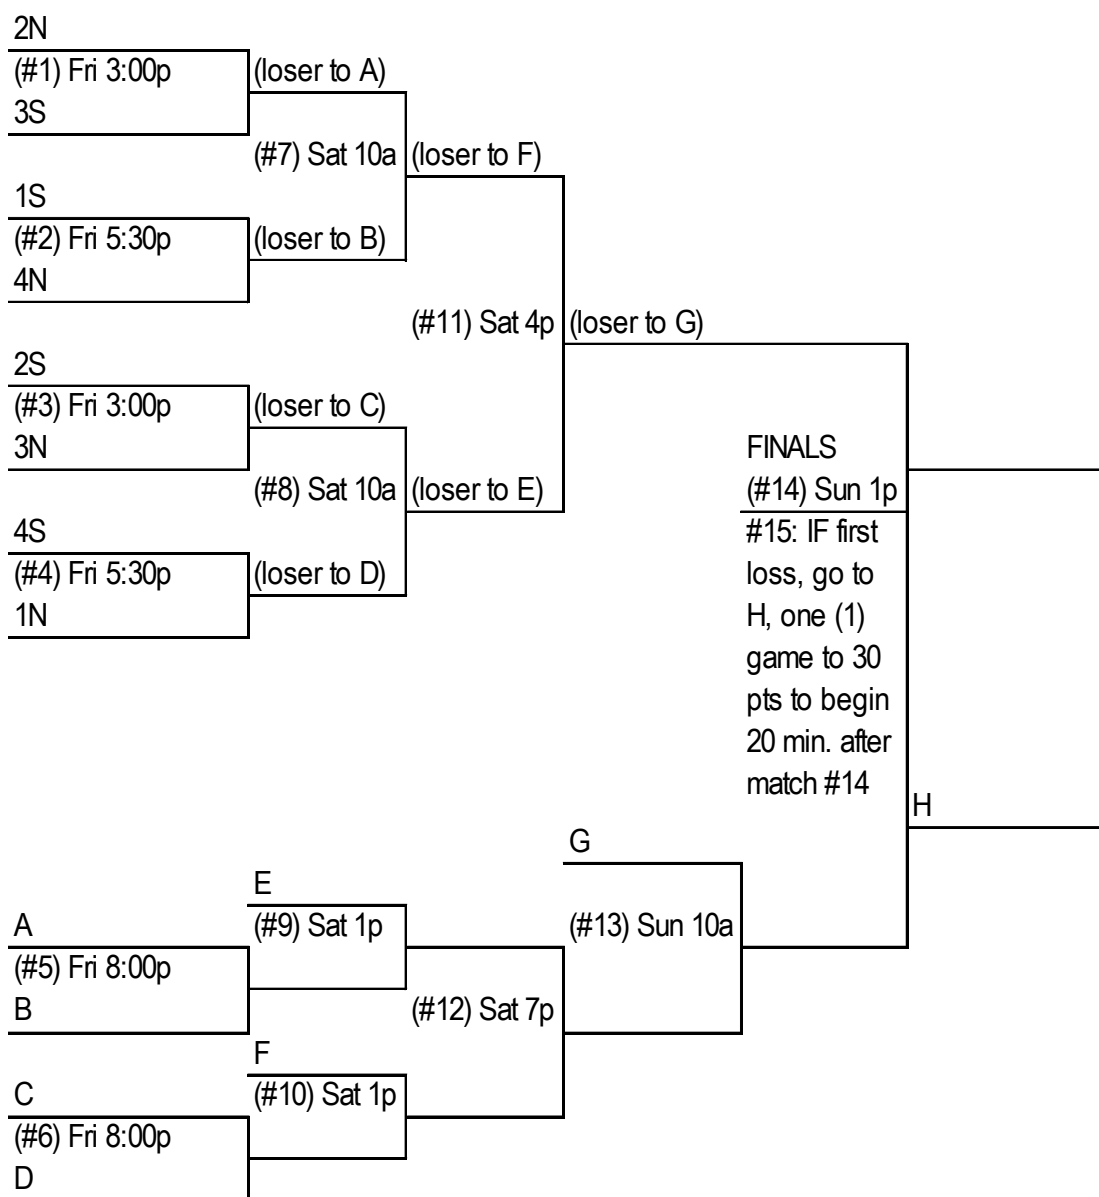 2N
(#1) Fri 3:00p
(loser to A)
3S
(#7) Sat 10a
(loser to F)
1S
(#2) Fri 5:30p
(loser to B)
4N
(#11) Sat 4p
(loser to G)
2S
(#3) Fri 3:00p
(loser to C)
3N
FINALS
(#8) Sat 10a
(loser to E)
(#14) Sun 1p
4S
#15: IF first
(#4) Fri 5:30p
(loser to D)
loss, go to
1N
H, one (1)
game to 30
pts to begin
20 min. after
match #14
H
G
E
A
(#9) Sat 1p
(#13) Sun 10a
(#5) Fri 8:00p
B
(#12) Sat 7p
F
C
(#10) Sat 1p
(#6) Fri 8:00p
D